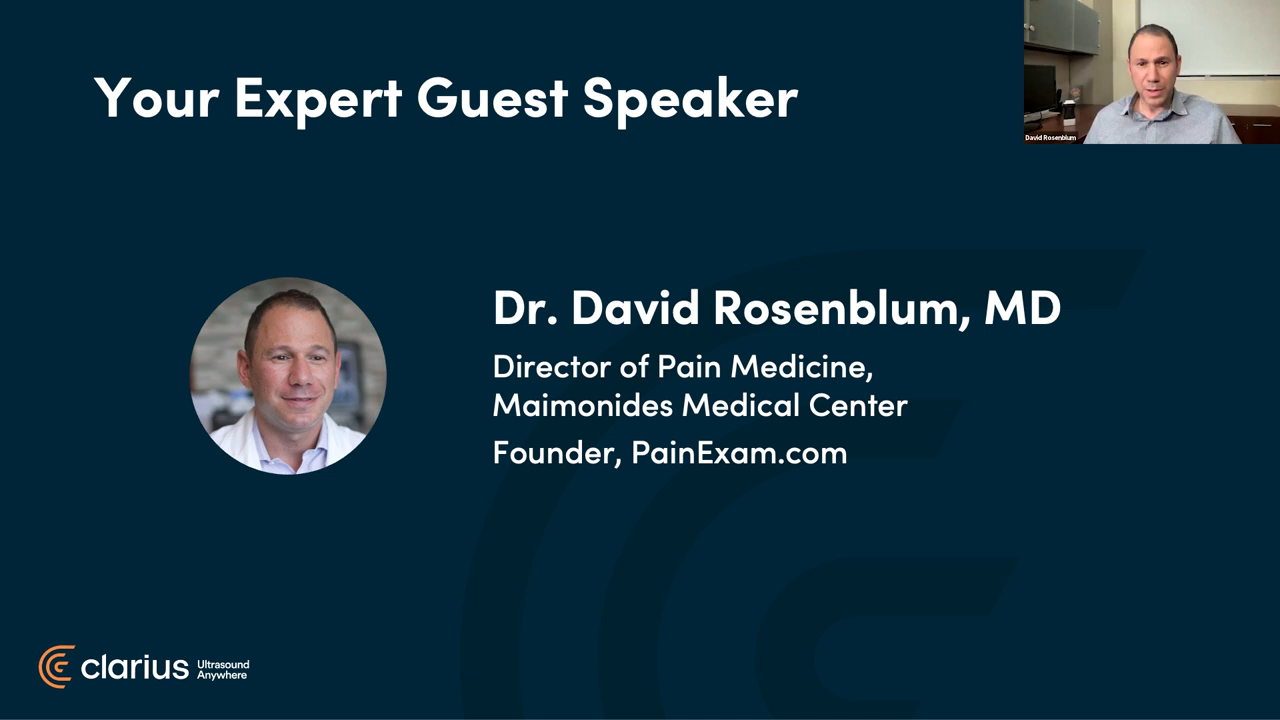 Your Expert Guest Speaker
David Rosenblum
Dr. David Rosenblum, MD
Director of Pain Medicine,
Maimonides Medical Center
Founder, PainExam.com
clarius
Ultrasound
Anywhere